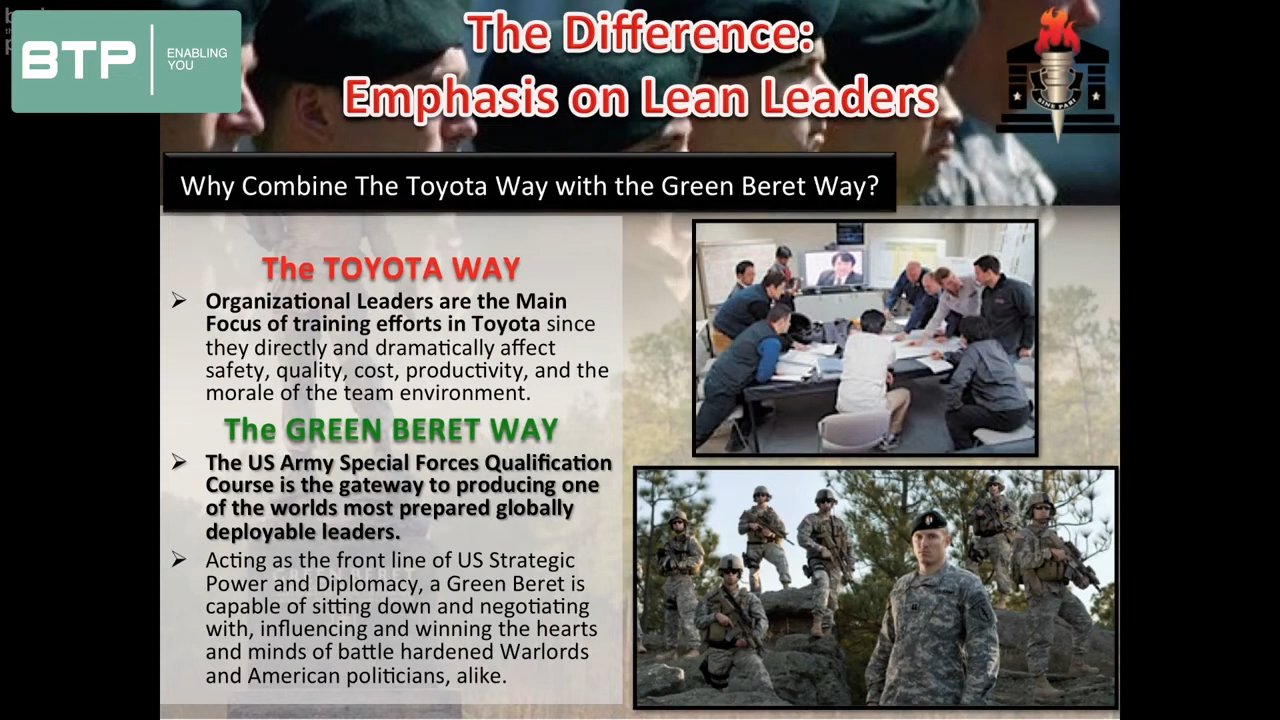 BTP
ENABLING
YOU
The Difference:
Emphasis on Lean Leaders
SINE PARI
Why Combine The Toyota Way with the Green Beret Way?
The TOYOTA WAY
➢ Organizational Leaders are the Main
Focus of training efforts in Toyota since
they directly and dramatically affect
safety, quality, cost, productivity, and the
morale of the team environment.
The GREEN BERET WAY
➢ The US Army Special Forces Qualification
Course is the gateway to producing one
of the worlds most prepared globally
deployable leaders.
➢ Acting as the front line of US Strategic
Power and Diplomacy, a Green Beret is
capable of sitting down and negotiating
with, influencing and winning the hearts
and minds of battle hardened Warlords
and American politicians, alike.